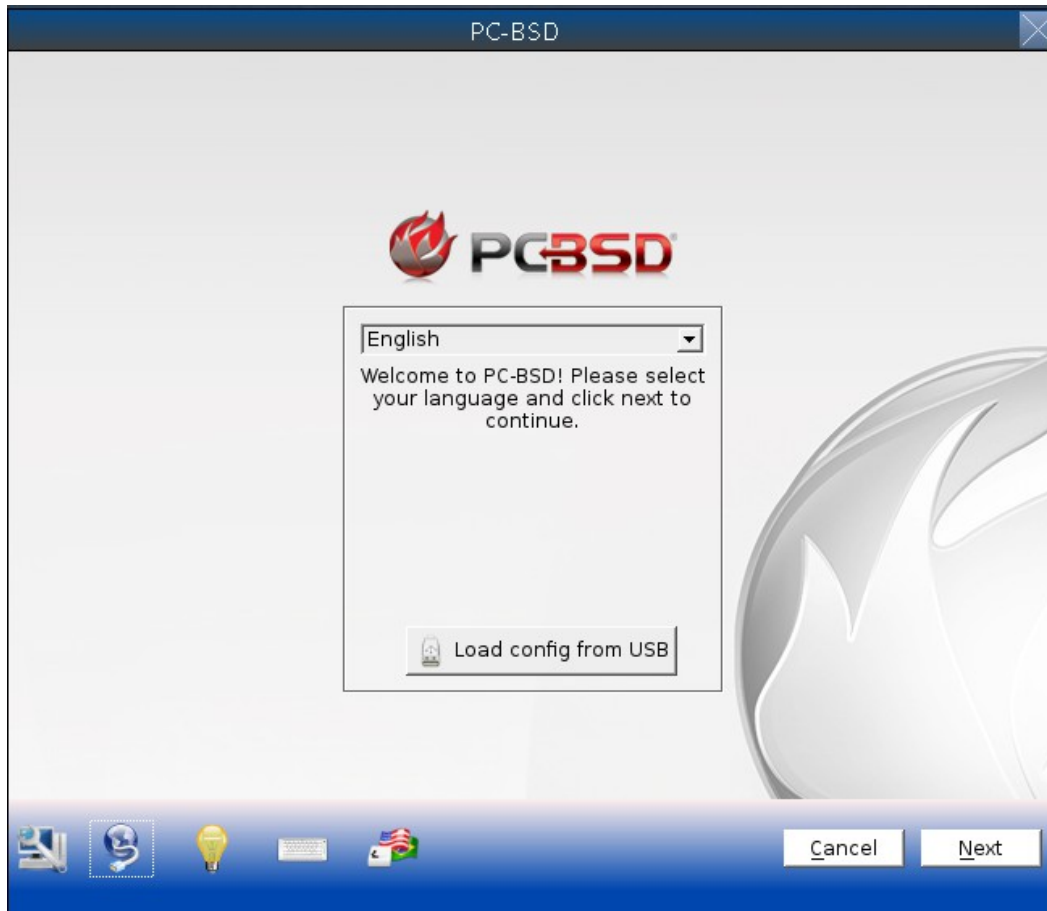 PC-BSD
PCBSD
English
Welcome to PC-BSD! Please select
your language and click next to
continue.
Load config from USB
Cancel
Next